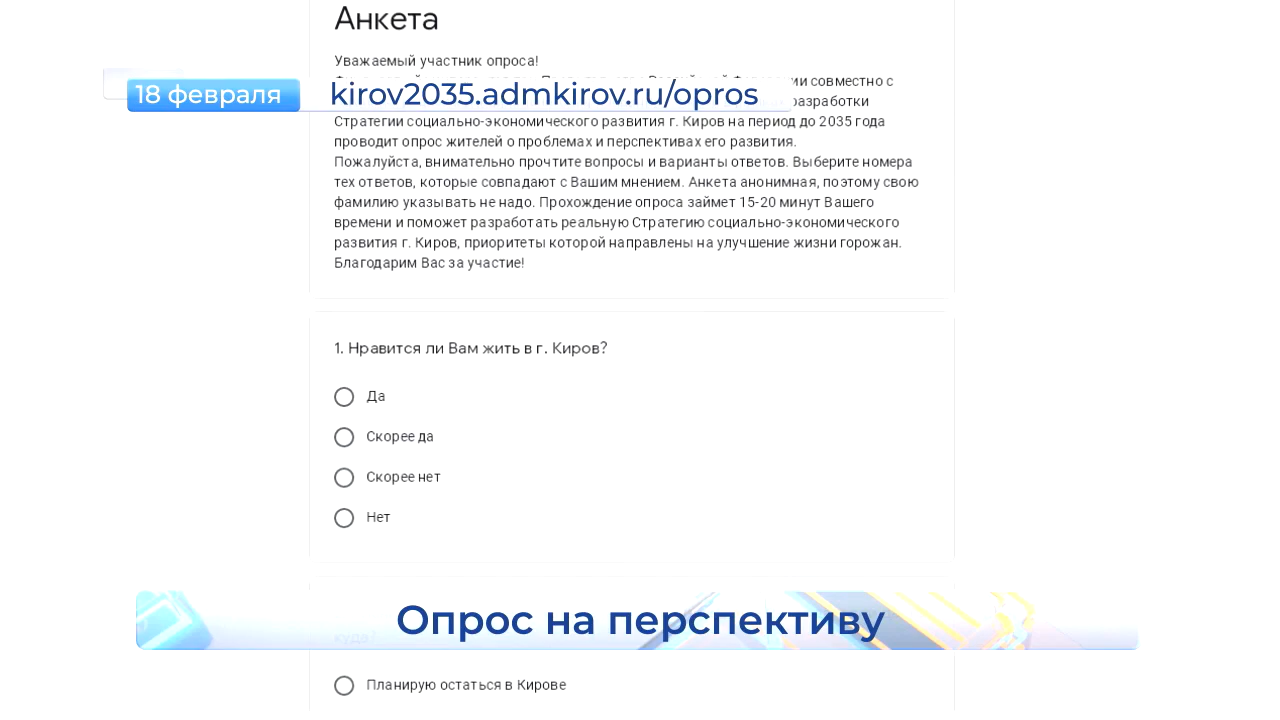 Анкета
Уважаемый участник опроса!
совместно с
18 февраля
kirov2035.admkirov.ru/opros
разработки
Стратегии социально-экономического развития г. Киров на период до 2035 года
проводит опрос жителей о проблемах и перспективах его развития.
Пожалуйста, внимательно прочтите вопросы и варианты ответов. Выберите номера
тех ответов, которые совпадают с Вашим мнением. Анкета анонимная, поэтому свою
фамилию указывать не надо. Прохождение опроса займет 15-20 минут Вашего
времени и поможет разработать реальную Стратегию социально-экономического
развития г. Киров, приоритеты которой направлены на улучшение жизни горожан.
Благодарим Вас за участие!
1. Нравится ли Вам жить в г. Киров?
Да
Скорее да
Скорее нет
Нет
куда?
Опрос на перспективу
Планирую остаться в Кирове